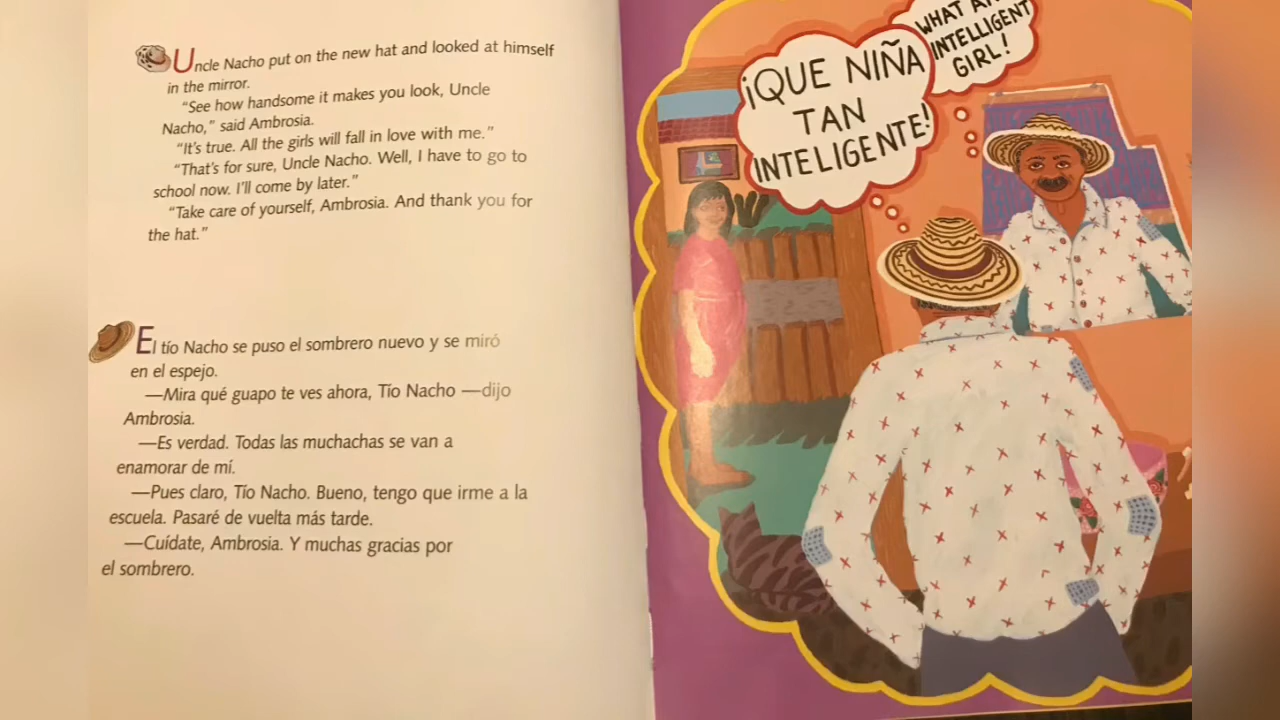 Uncle Nacho put on the new hat and looked at himself
in the mirror.
"See how handsome it makes you look, Uncle
Nacho," said Ambrosia.
"It's true. All the girls will fall in love with me."
"That's for sure, Uncle Nacho. Well, I have to go to
school now. I'll come by later."
"Take care of yourself, Ambrosia. And thank you for
the hat."
El tío Nacho se puso el sombrero nuevo y se miró
en el espejo.
—Mira qué guapo te ves ahora, Tío Nacho —dijo
Ambrosia.
—Es verdad. Todas las muchachas se van a
enamorar de mí.
—Pues claro, Tío Nacho. Bueno, tengo que irme a la
escuela. Pasaré de vuelta más tarde.
—Cuídate, Ambrosia. Y muchas gracias por
el sombrero.
¡QUE NIÑA
TAN
INTELIGENTE!
WHAT AN
INTELLIGENT
GIRL!